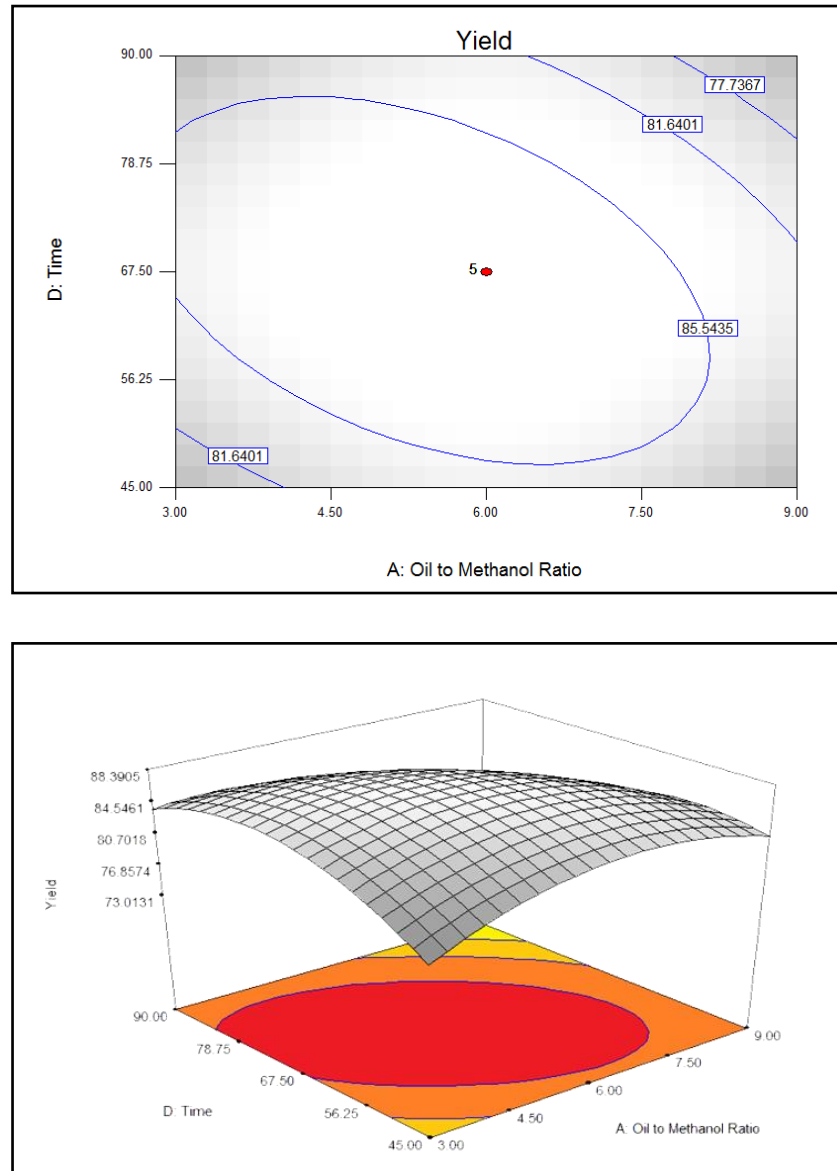 Yield
90.00
77.7367
81.6401
78.75
D: Time
67.50
5
85.5435
56.25
81.6401
45.00
3.00 4.50 6.00 7.50 9.00
A: Oil to Methanol Ratio
88.3905
84.5461
80.7018
76.8574
73.0131
Yield
90.00 9.00
78.75 7.50
67.50 6.00
56.25 4.50
45.00 3.00
D: Time
A: Oil to Methanol Ratio